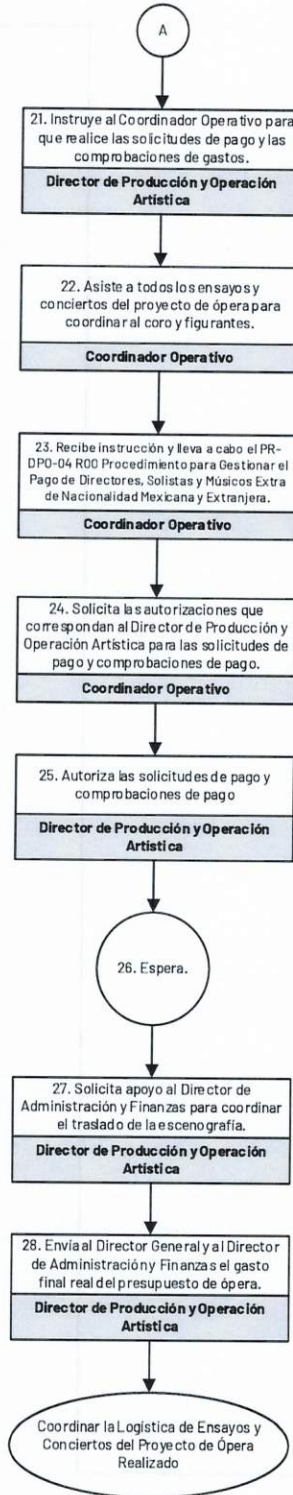 A
21. Instruye al Coordinador Operativo para
que realice las solicitudes de pago y las
comprobaciones de gastos.
Director de Producción y Operación
Artística
22. Asiste a todos los ensayos y
conciertos del proyecto de ópera para
coordinar al coro y figurantes.
Coordinador Operativo
23. Recibe instrucción y lleva a cabo el PR-
DPO-04 R00 Procedimiento para Gestionar el
Pago de Directores, Solistas y Músicos Extra
de Nacionalidad Mexicana y Extranjera.
Coordinador Operativo
24. Solicita las autorizaciones que
correspondan al Director de Producción y
Operación Artística para las solicitudes de
pago y comprobaciones de pago.
Coordinador Operativo
25. Autoriza las solicitudes de pago y
comprobaciones de pago
Director de Producción y Operación
Artística
26. Espera.
27. Solicita apoyo al Director de
Administración y Finanzas para coordinar
el traslado de la escenografía.
Director de Producción y Operación
Artística
28. Envía al Director General y al Director
de Administración y Finanzas el gasto
final real del presupuesto de ópera.
Director de Producción y Operación
Artística
Coordinar la Logística de Ensayos y
Conciertos del Proyecto de Ópera
Realizado